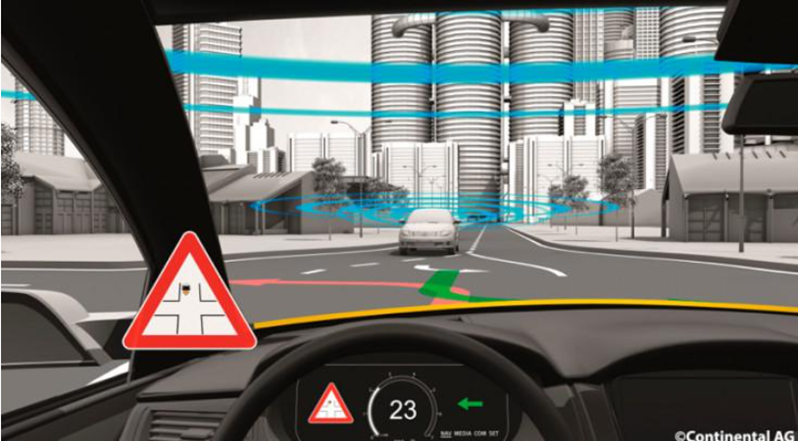 23
NAV MEDIA COM SET
©Continental AG